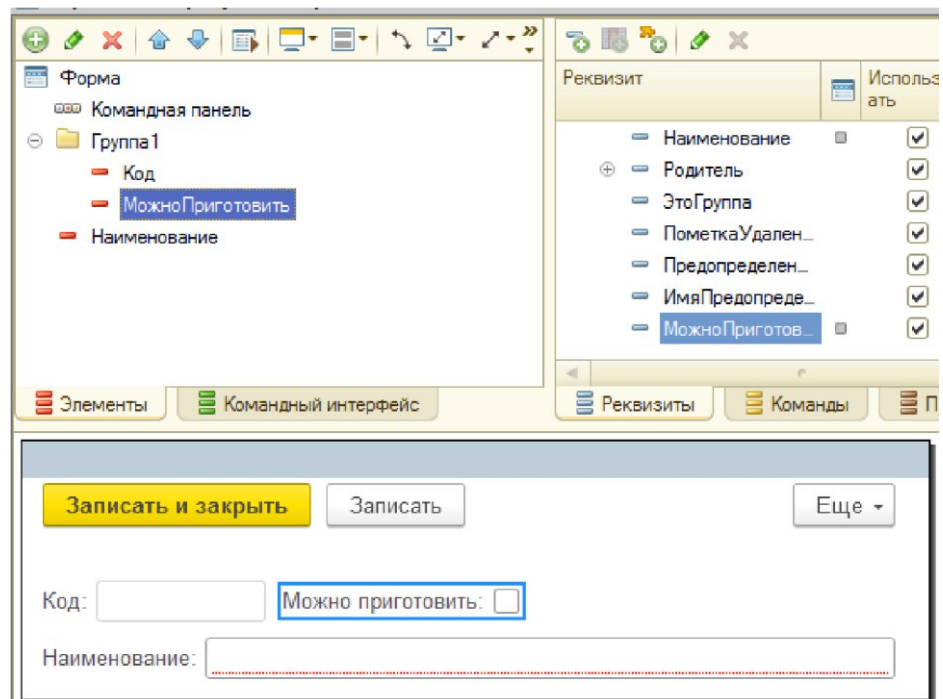 Форма
Командная панель
Группа1
Код
МожноПриготовить
Наименование
Элементы
Командный интерфейс
Реквизит
Использ
ать
Наименование
Родитель
ЭтоГруппа
ПометкаУдален...
Предопределен...
ИмяПредопреде...
МожноПриготов...
Реквизиты
Команды
П
Записать и закрыть
Записать
Еще
Код:
Можно приготовить:
Наименование: